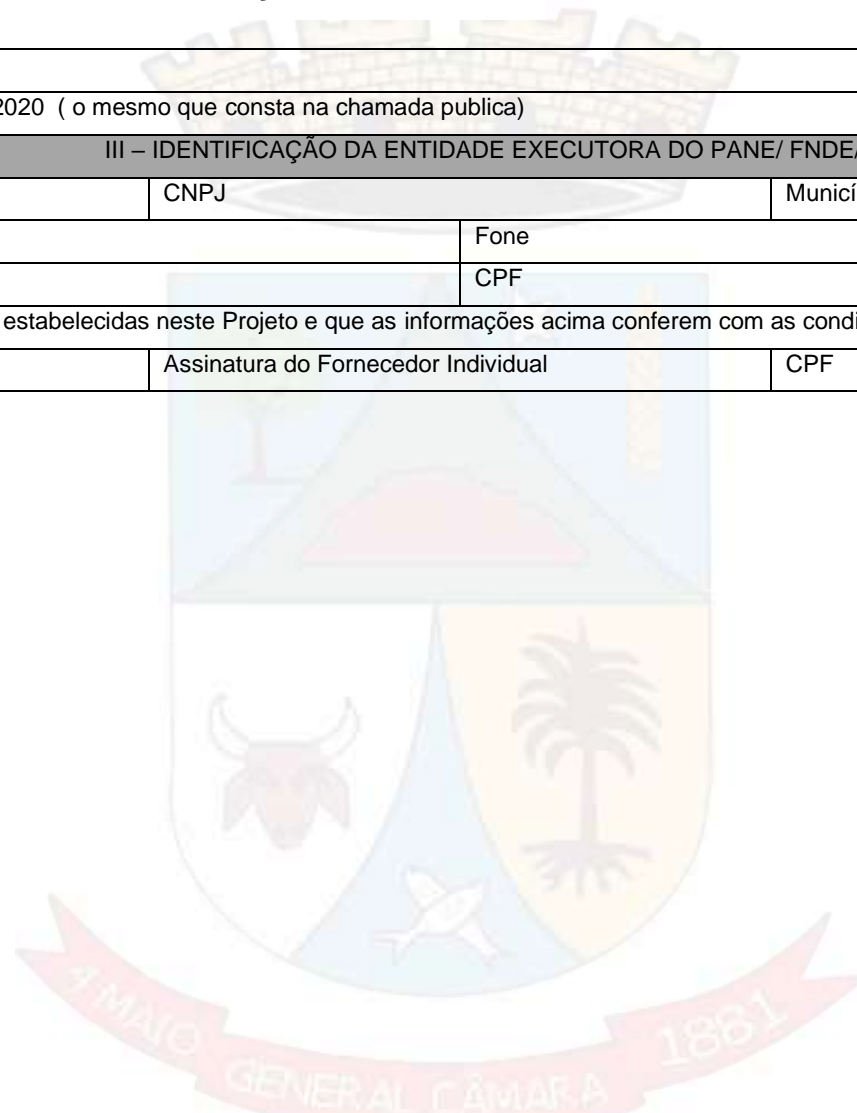 2020 ( o mesmo que consta na chamada publica)
III – IDENTIFICAÇÃO DA ENTIDADE EXECUTORA DO PANE/ FNDE/
CNPJ Municí
Fone
CPF
estabelecidas neste Projeto e que as informações acima conferem com as condi
Assinatura do Fornecedor Individual CPF
4 MAIO GENERAL CÂMARA 1881